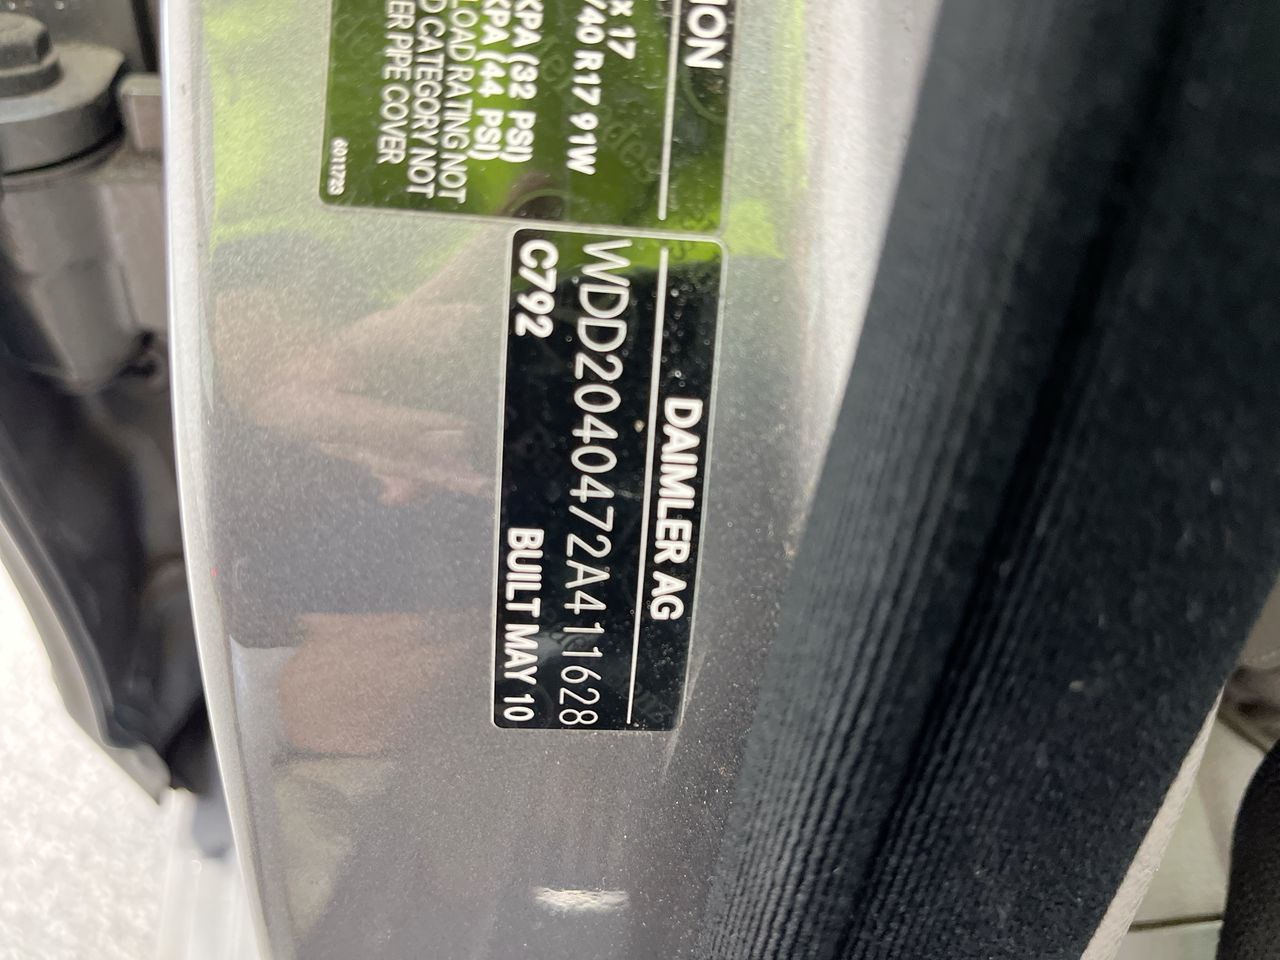 ION
x 17
/40 R17 91W
KPA (32 PSI)
KPA (44 PSI)
LOAD RATING NOT
D CATEGORY NOT
ER PIPE COVER
6011723
DAIMLER AG
WDD2040472A411628
C792 BUILT MAY 10